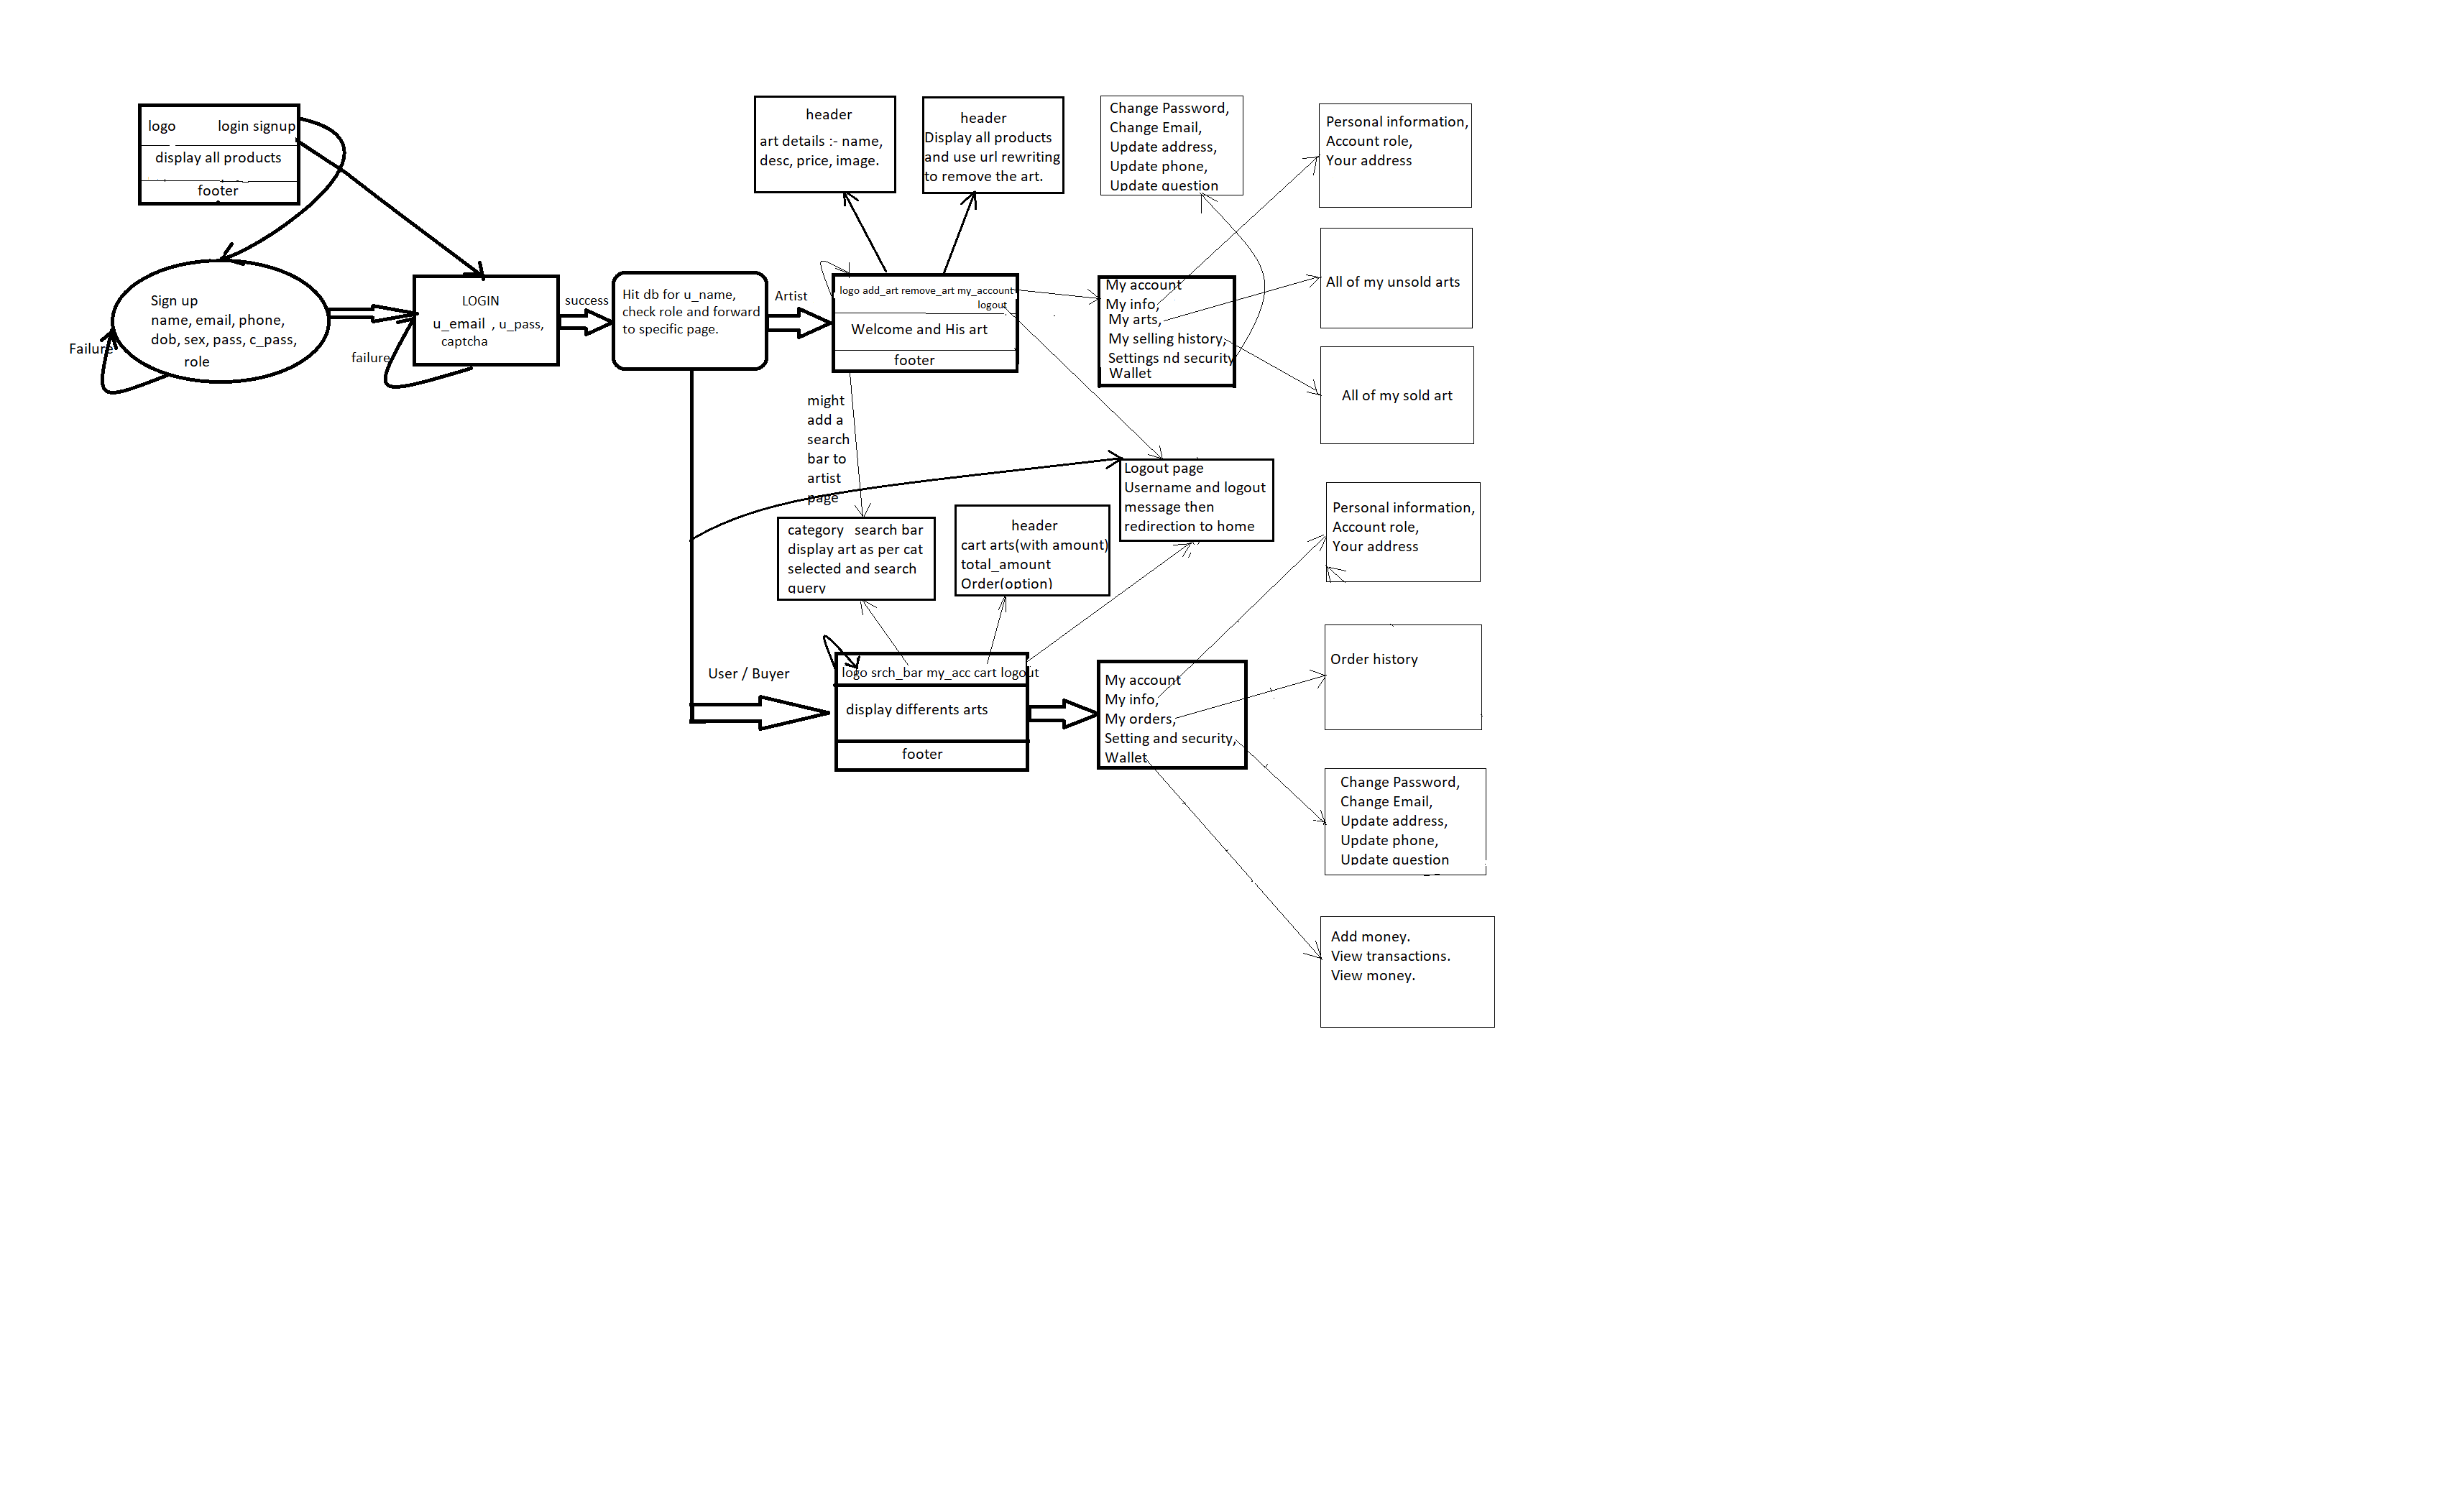 logo login signup
display all products
footer
Sign up
name, email, phone,
dob, sex, pass, c_pass,
role
Failure
LOGIN
u_email , u_pass,
captcha
failure
success
Hit db for u_name,
check role and forward
to specific page.
Artist
header
art details :- name,
desc, price, image.
header
Display all products
and use url rewriting
to remove the art.
logo add_art remove_art my_account
logout
Welcome and His art
footer
Change Password,
Change Email,
Update address,
Update phone,
Update question
My account
My info,
My arts,
My selling history,
Settings nd security
Wallet
Personal information,
Account role,
Your address
All of my unsold arts
All of my sold art
might
add a
search
bar to
artist
page
Logout page
Username and logout
message then
redirection to home
category search bar
display art as per cat
selected and search
query
header
cart arts(with amount)
total_amount
Order(option)
User / Buyer
logo srch_bar my_acc cart logout
display differents arts
footer
My account
My info,
My orders,
Setting and security,
Wallet
Personal information,
Account role,
Your address
Order history
Change Password,
Change Email,
Update address,
Update phone,
Update question
Add money.
View transactions.
View money.